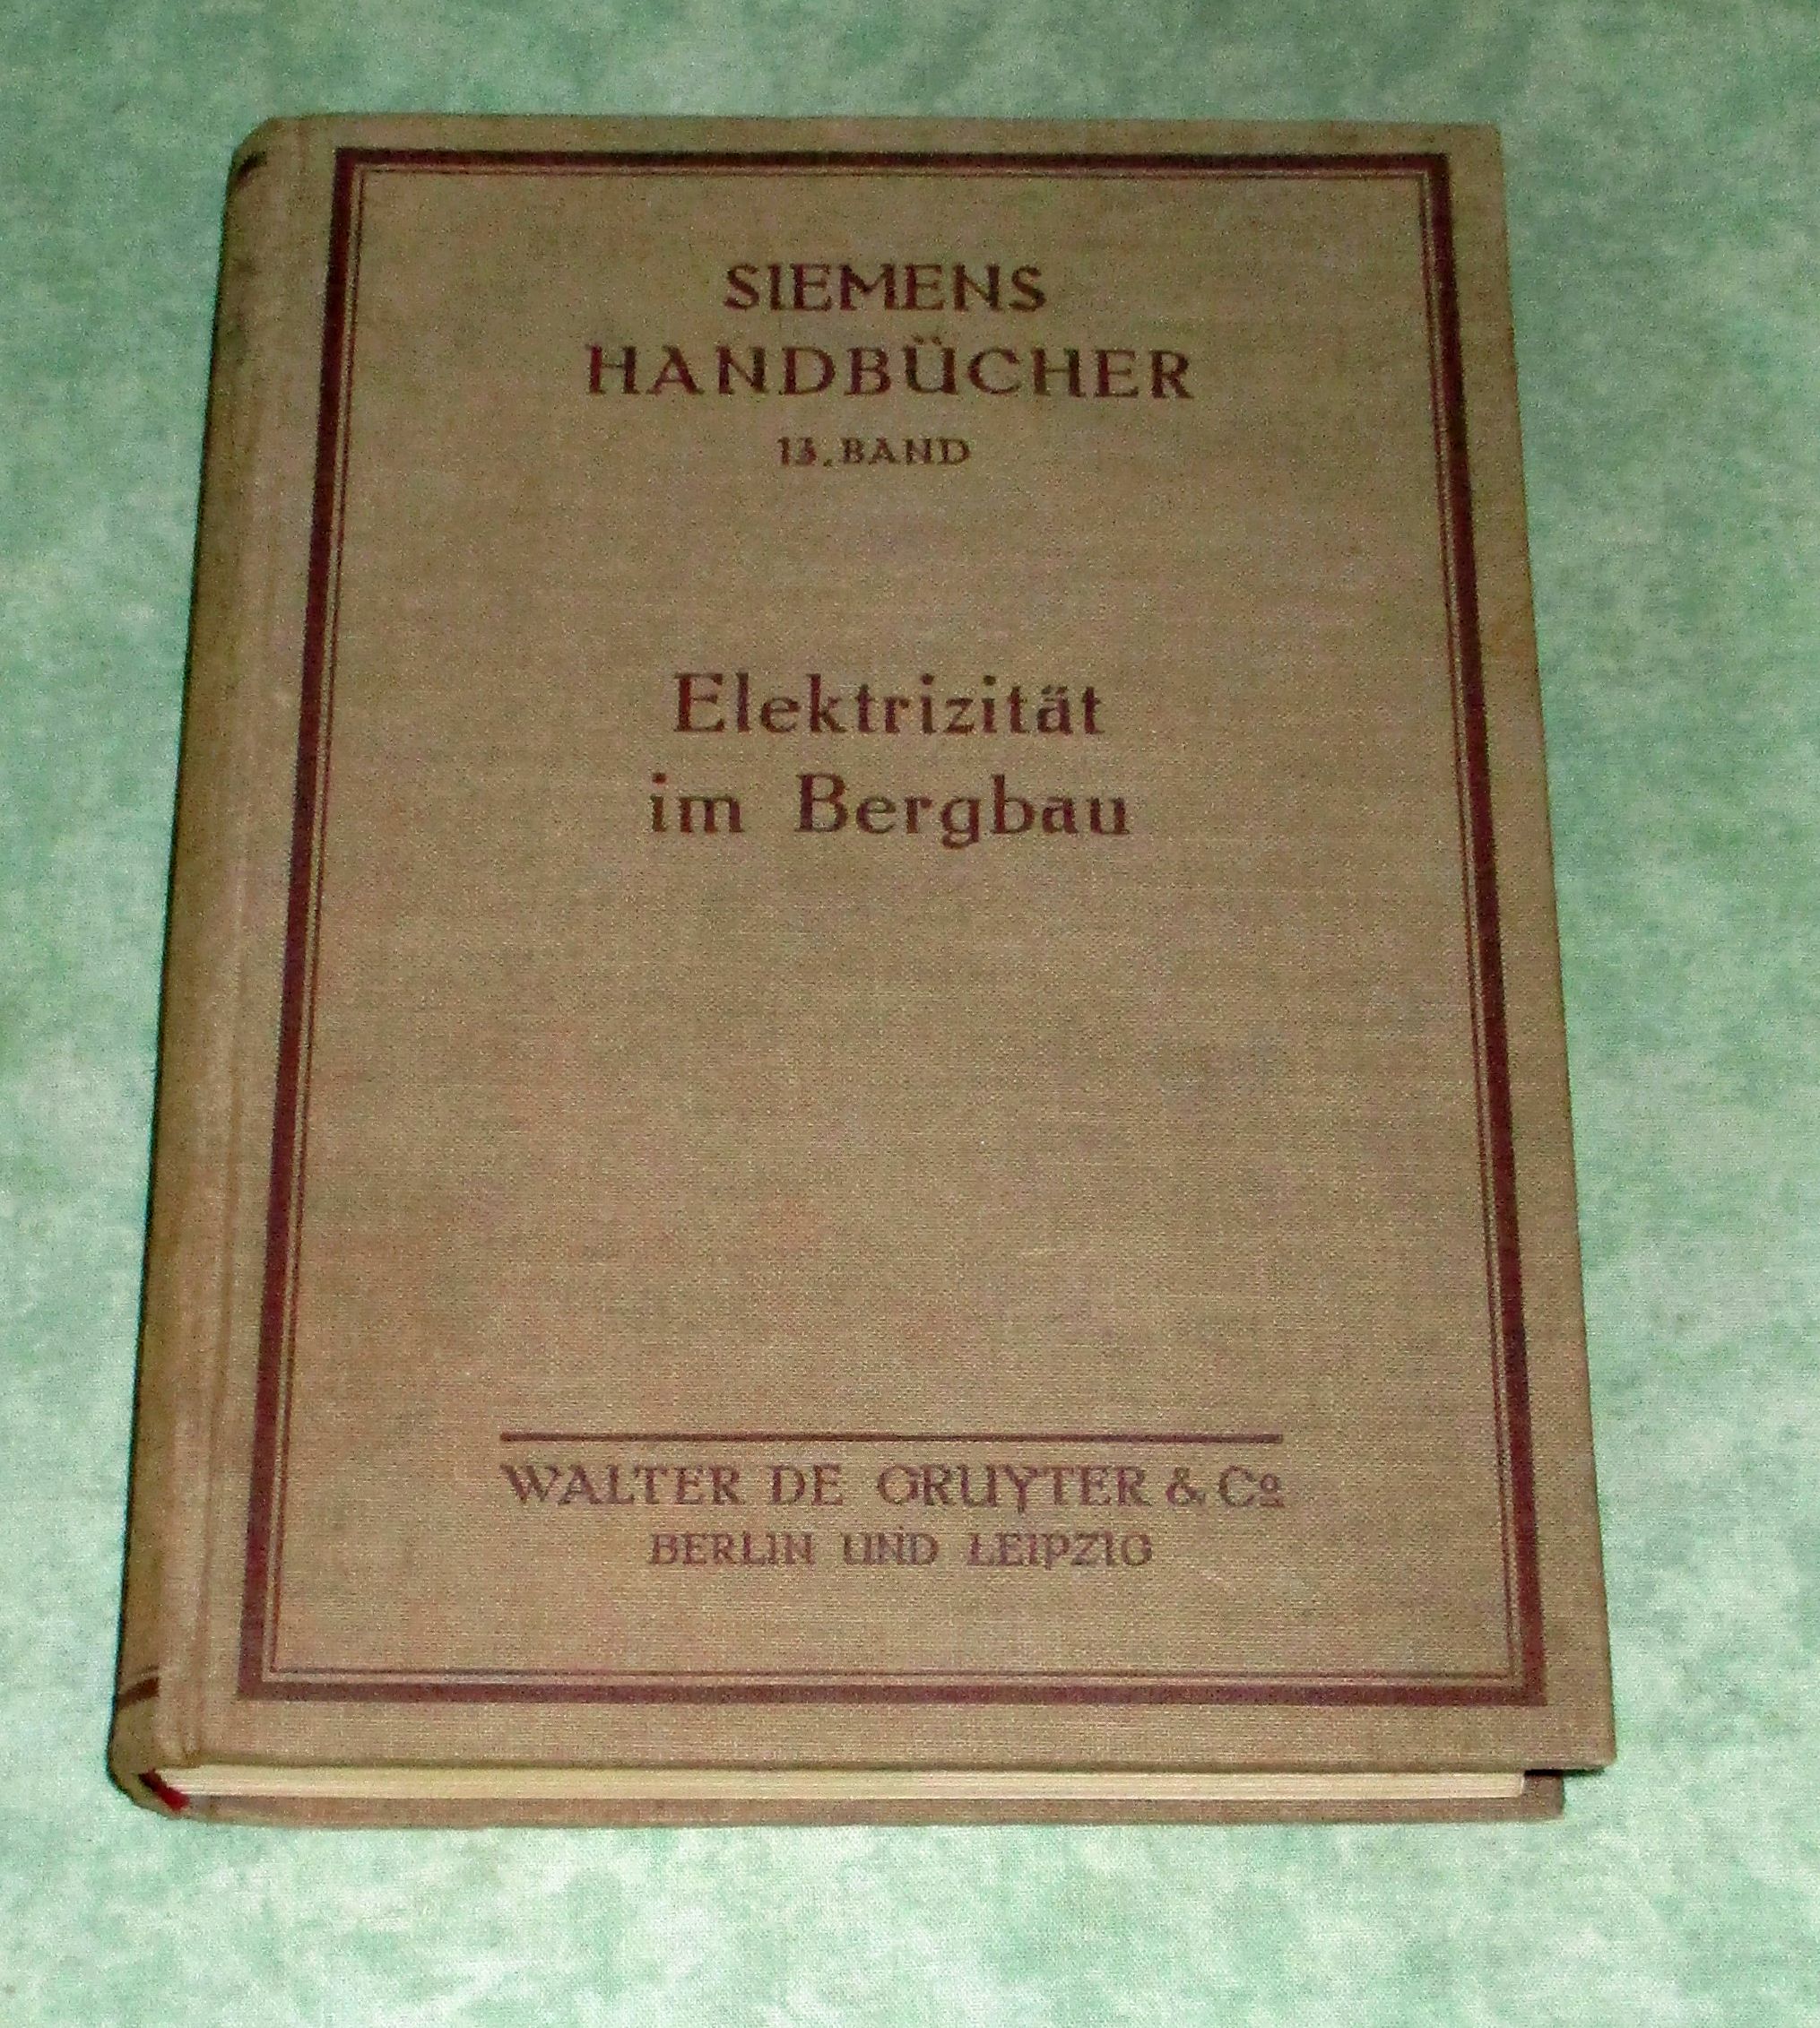 SIEMENS
HANDBÜCHER
13. BAND
Elektrizität
im Bergbau
WALTER DE GRUYTER & Co
BERLIN UND LEIPZIG